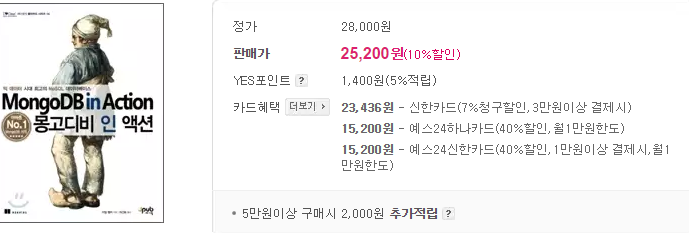 빅 데이터 시대 최고의 NoSQL 데이터베이스
MongoDB in Action
No.1
몽고디비 인 액션
정가
28,000원
판매가
25,200원(10%할인)
YES포인트 ?
1,400원(5%적립)
카드혜택 더보기 >
23,436원 - 신한카드(7%청구할인, 3만원이상 결제시)
15,200원 - 예스24하나카드(40%할인, 월1만원한도)
15,200원 - 예스24신한카드(40%할인, 1만원이상 결제시, 월1
만원한도)
• 5만원이상 구매시 2,000원 추가적립 ?